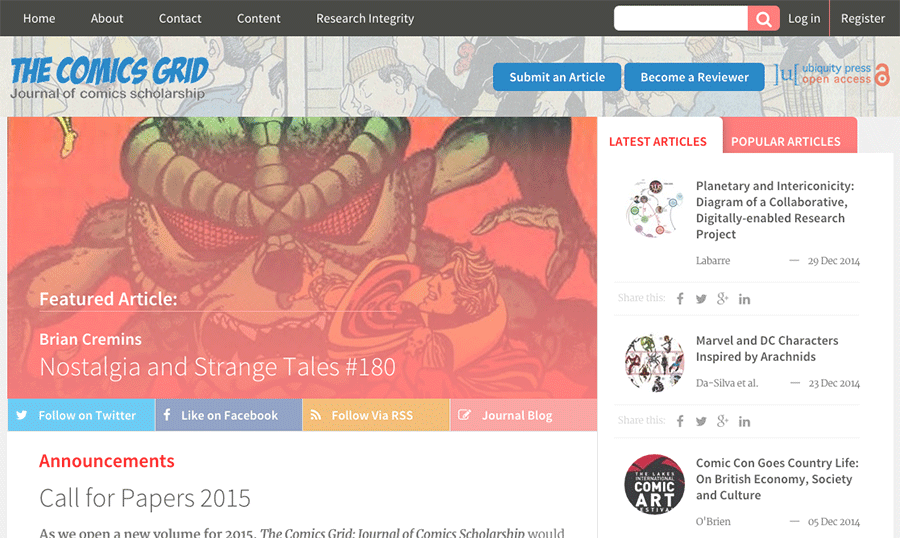 Home About Contact Content Research Integrity Log in Register
THE COMICS GRID
Journal of comics scholarship
Submit an Article Become a Reviewer
]u[ ubiquity press
open access
Featured Article:
Brian Cremins
Nostalgia and Strange Tales #180
Follow on Twitter Like on Facebook Follow Via RSS Journal Blog
Announcements
Call for Papers 2015
As we open a new volume for 2015, The Comics Grid: Journal of Comics Scholarship would
LATEST ARTICLES POPULAR ARTICLES
Planetary and Intericonicity:
Diagram of a Collaborative,
Digitally-enabled Research
Project
Labarre — 29 Dec 2014
Share this:
Marvel and DC Characters
Inspired by Arachnids
Da-Silva et al. — 23 Dec 2014
Share this:
THE LAKES
INTERNATIONAL
COMIC
ART
FESTIVAL
Comic Con Goes Country Life:
On British Economy, Society
and Culture
O'Brien — 05 Dec 2014